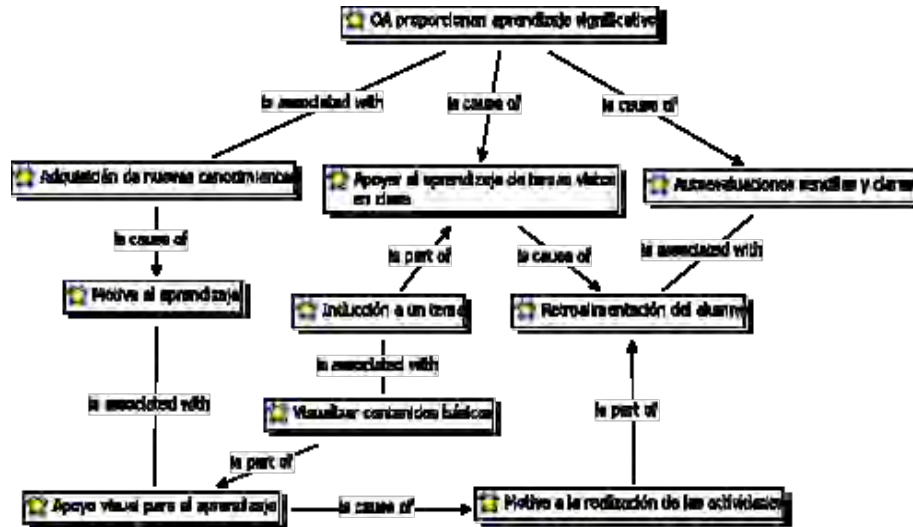 OA proporcionan aprendizaje significativo
is associated with
is cause of
is cause of
Adquisición de nuevos conocimientos
Apoyar al aprendizaje de temas vistos
en clase
Autoevaluaciones sencillas y claras
is cause of
is part of
is cause of
is associated with
Motiva al aprendizaje
Inducción a un tema
Retroalimentación del alumno
is associated with
is associated with
Visualizar contenidos básicos
is part of
is part of
Apoyo visual para el aprendizaje
is cause of
Motiva a la realización de las actividades